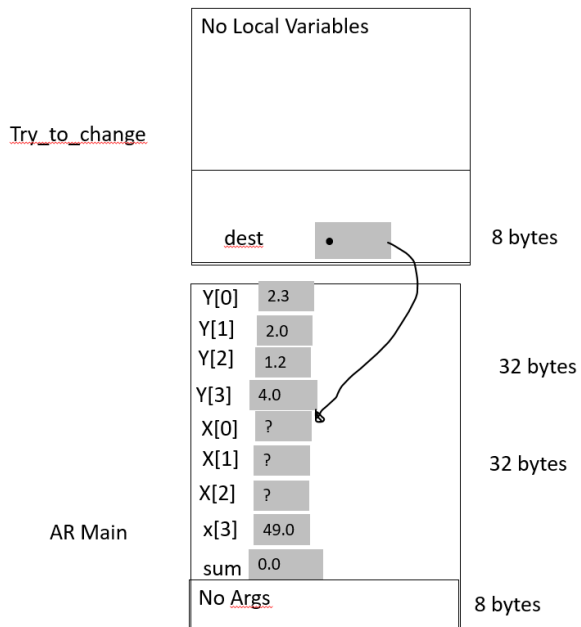 No Local Variables
Try_to_change
dest
8 bytes
Y[0] 2.3
Y[1] 2.0
Y[2] 1.2
32 bytes
Y[3] 4.0
X[0] ?
X[1] ?
32 bytes
X[2] ?
AR Main
x[3] 49.0
sum 0.0
No Args
8 bytes